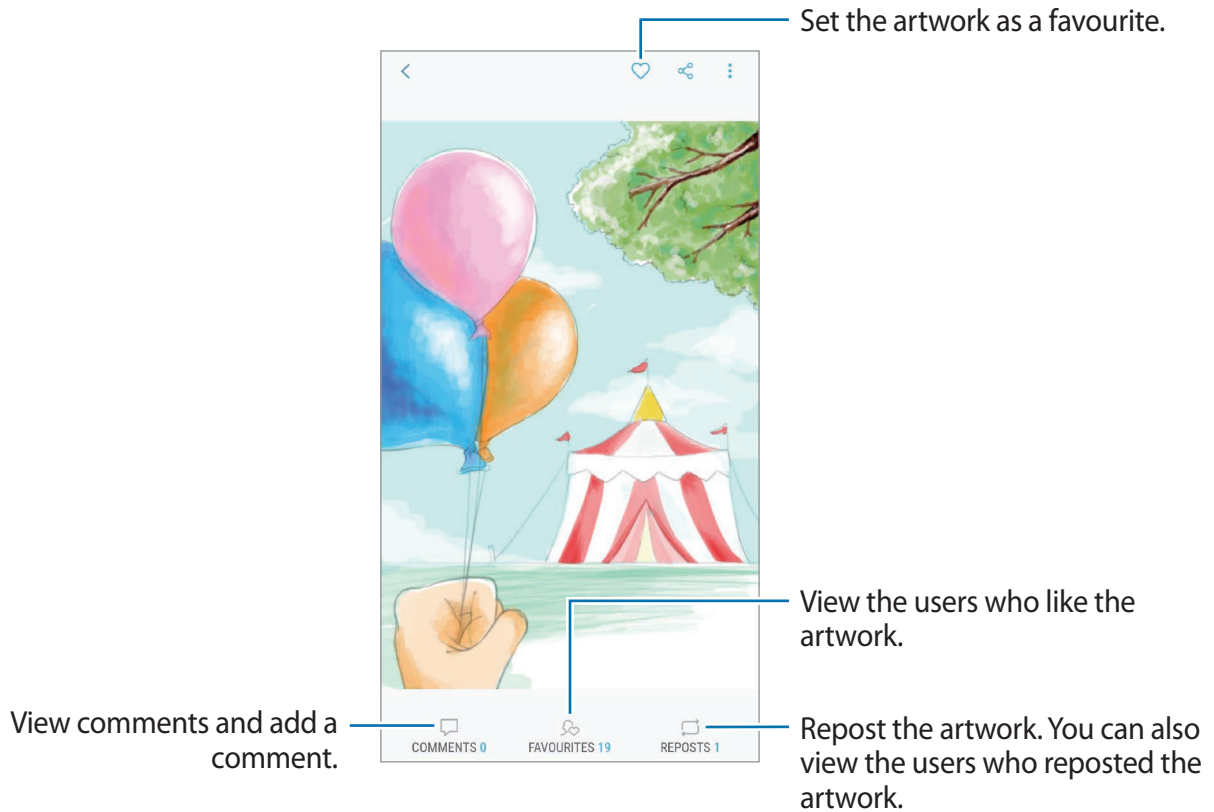 Set the artwork as a favourite.
View the users who like the
artwork.
View comments and add a
comment.
COMMENTS 0
FAVOURITES 19
REPOSTS 1
Repost the artwork. You can also
view the users who reposted the
artwork.